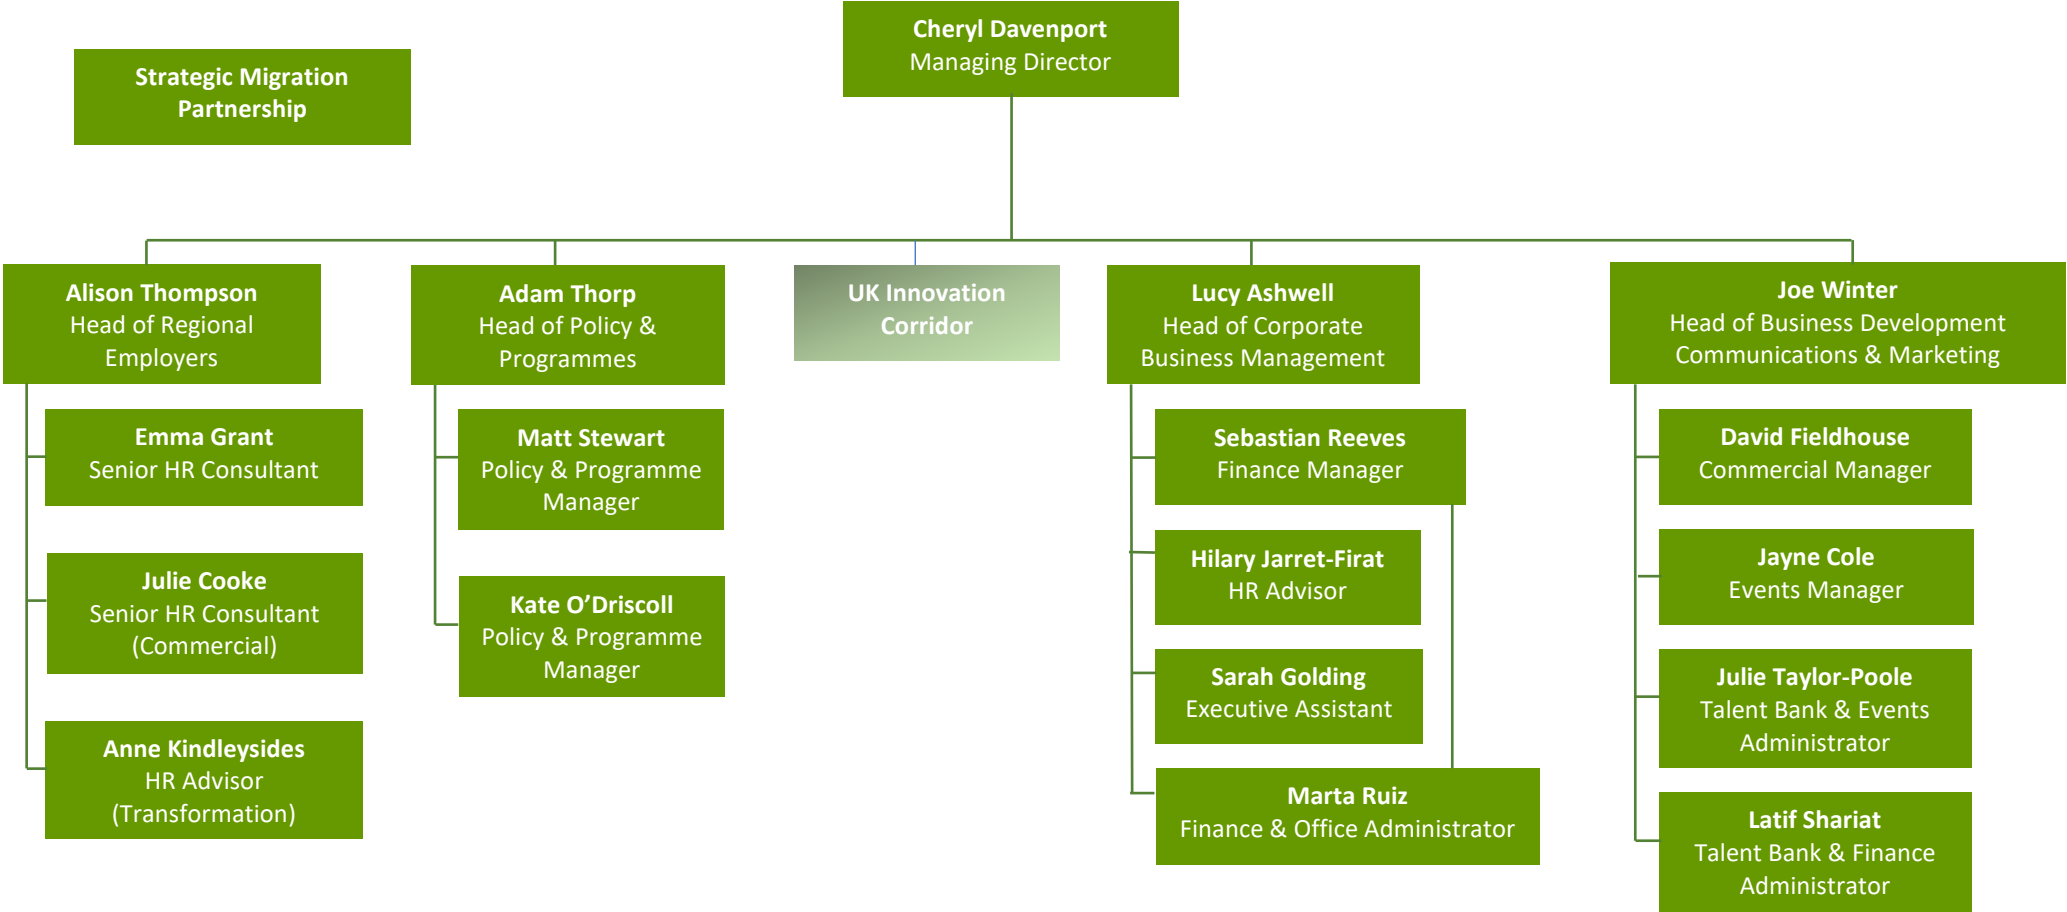 Cheryl Davenport
Managing Director
Strategic Migration
Partnership
Alison Thompson
Head of Regional
Employers
Emma Grant
Senior HR Consultant
Julie Cooke
Senior HR Consultant
(Commercial)
Anne Kindleysides
HR Advisor
(Transformation)
Adam Thorp
Head of Policy &
Programmes
Matt Stewart
Policy & Programme
Manager
Kate O’Driscoll
Policy & Programme
Manager
UK Innovation
Corridor
Lucy Ashwell
Head of Corporate
Business Management
Sebastian Reeves
Finance Manager
Hilary Jarret-Firat
HR Advisor
Sarah Golding
Executive Assistant
Marta Ruiz
Finance & Office Administrator
Joe Winter
Head of Business Development
Communications & Marketing
David Fieldhouse
Commercial Manager
Jayne Cole
Events Manager
Julie Taylor-Poole
Talent Bank & Events
Administrator
Latif Shariat
Talent Bank & Finance
Administrator